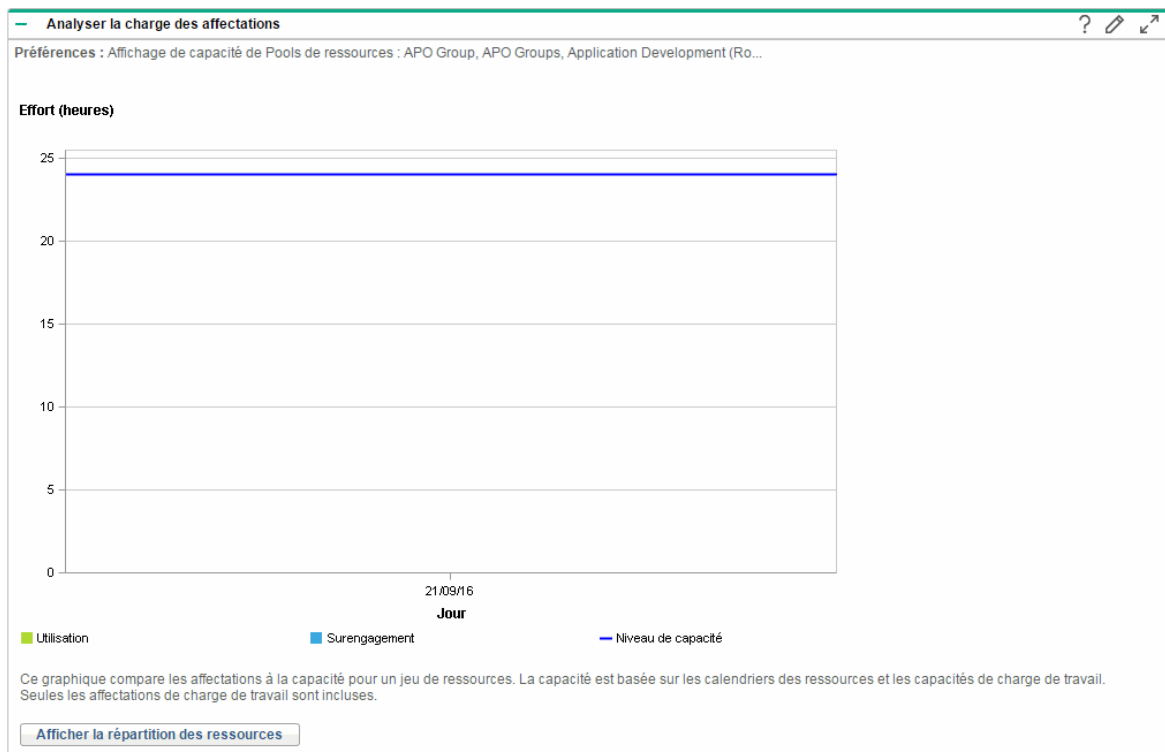 Analyser la charge des affectations
Préférences : Affichage de capacité de Pools de ressources : APO Group, APO Groups, Application Development (Ro...
Effort (heures)
25
20
15
10
5
0
21/09/16
Jour
Utilisation
Surengagement
Niveau de capacité
Ce graphique compare les affectations à la capacité pour un jeu de ressources. La capacité est basée sur les calendriers des ressources et les capacités de charge de travail.
Seules les affectations de charge de travail sont incluses.
Afficher la répartition des ressources